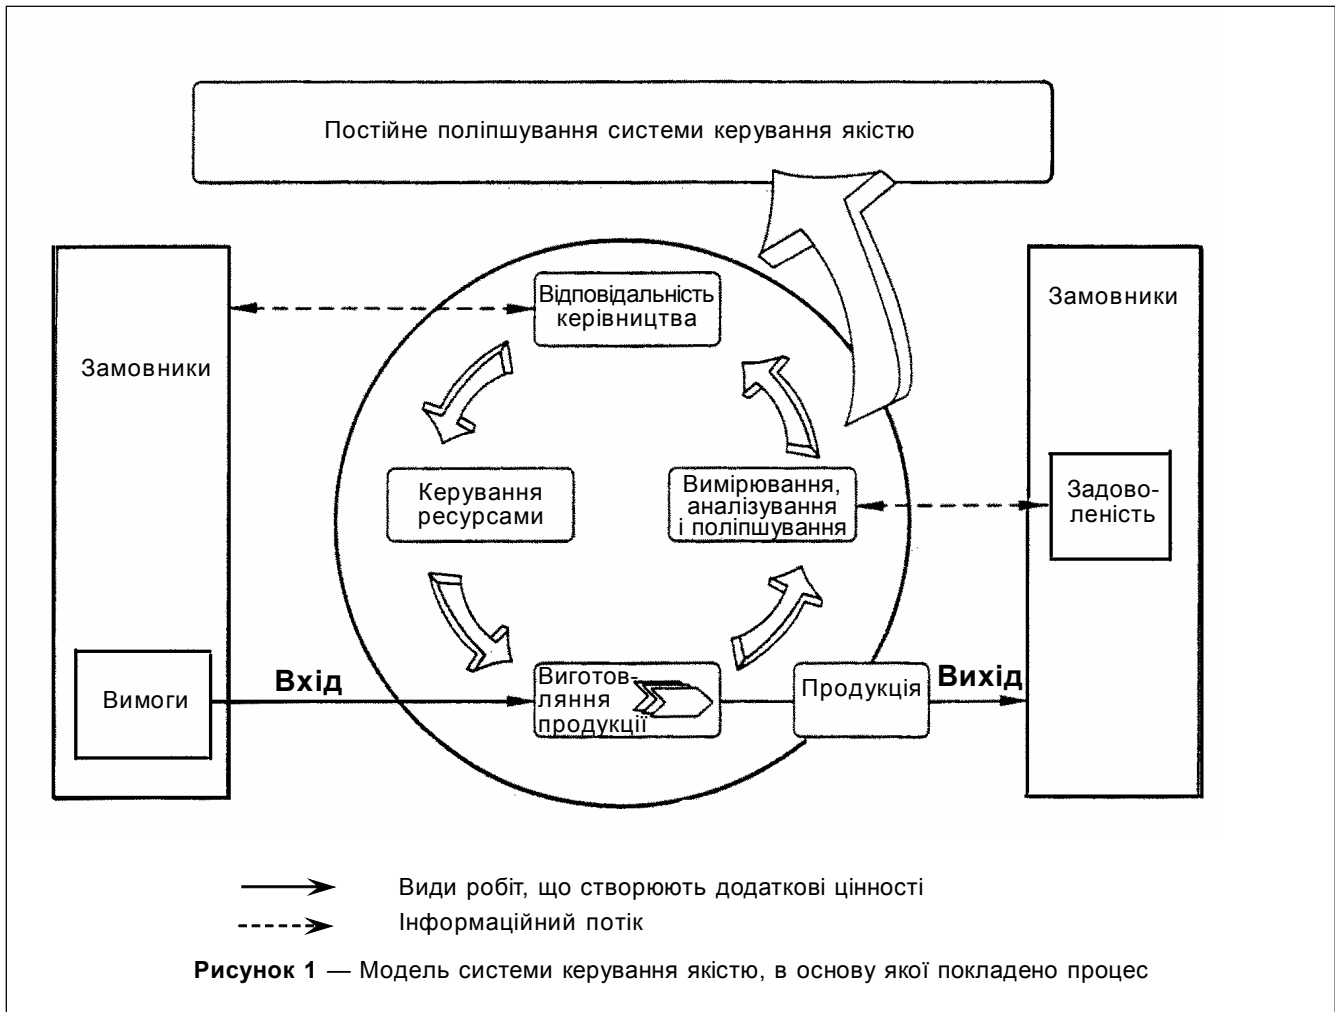 Постійне поліпшування системи керування якістю
Замовники
Відповідальність
керівництва
Замовники
Керування
ресурсами
Вимірювання,
аналізування
і поліпшування
Задово-
леність
Вимоги
Вхід
Виготов-
ляння
продукції
Продукція
Вихід
Види робіт, що створюють додаткові цінності
Інформаційний потік
Рисунок 1 — Модель системи керування якістю, в основу якої покладено процес